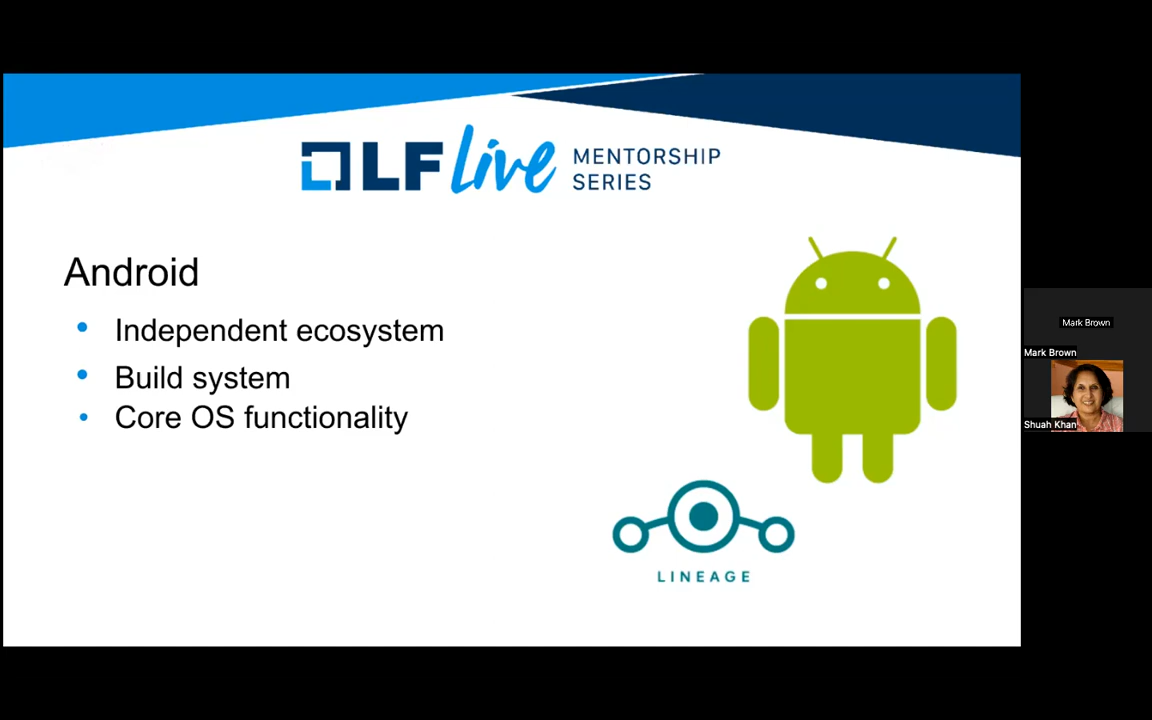 LF Live MENTORSHIP
SERIES
Android
• Independent ecosystem
• Build system
• Core OS functionality
LINEAGE
Mark Brown
Mark Brown
Shuah Khan